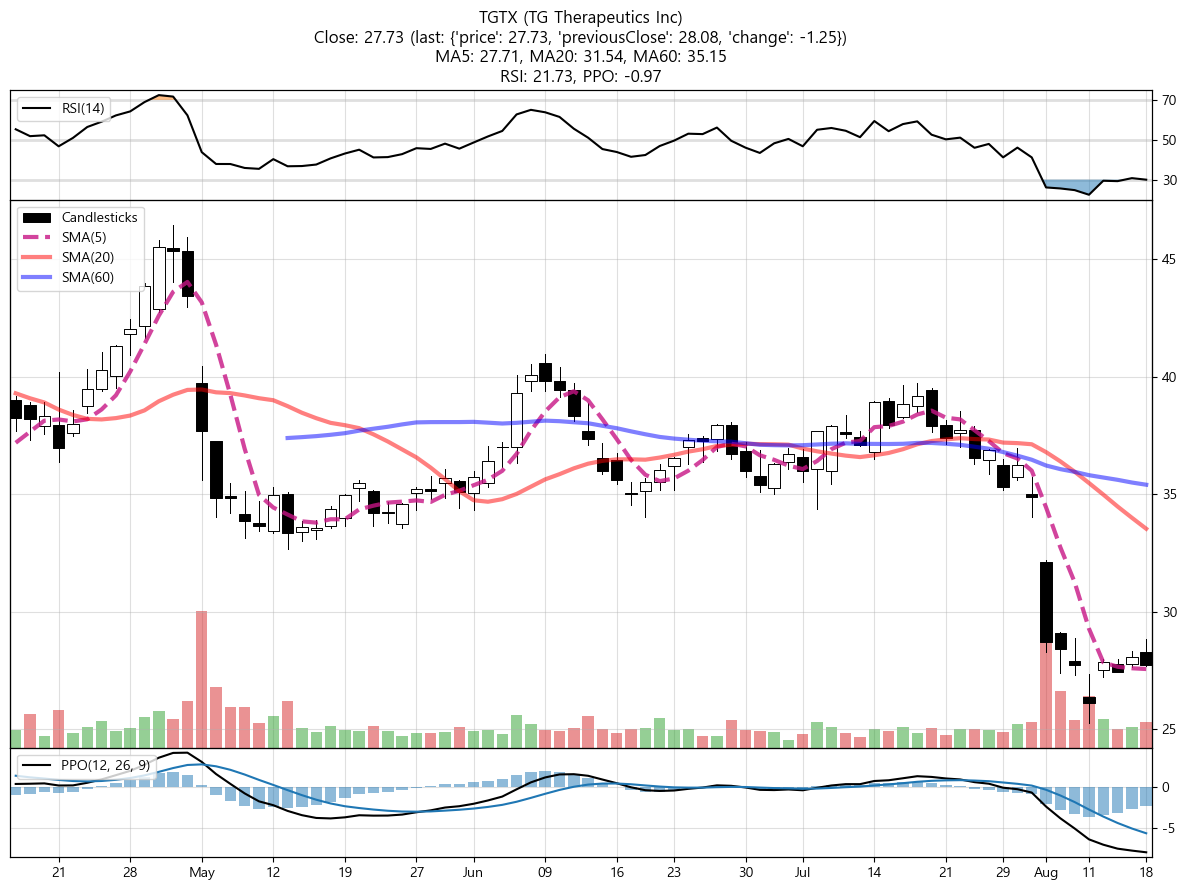 TGTX (TG Therapeutics Inc)
Close: 27.73 (last: {'price': 27.73, 'previousClose': 28.08, 'change': -1.25})
MA5: 27.71, MA20: 31.54, MA60: 35.15
RSI: 21.73, PPO: -0.97
RSI(14)
70
50
30
Candlesticks
SMA(5)
SMA(20)
SMA(60)
45
40
35
30
25
PPO(12, 26, 9)
0
-5
21 28 May 12 19 27 Jun 09 16 23 30 Jul 14 21 29 Aug 11 18